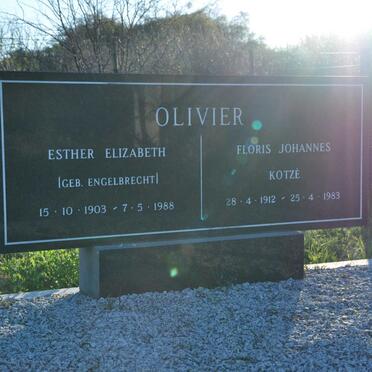 OLIVIER
ESTHER ELIZABETH
[GEB. ENGELBRECHT]
15 · 10 · 1903 - 7 · 5 · 1988
FLORIS JOHANNES
KOTZÉ
28 · 4 · 1912 - 25 · 4 · 1983